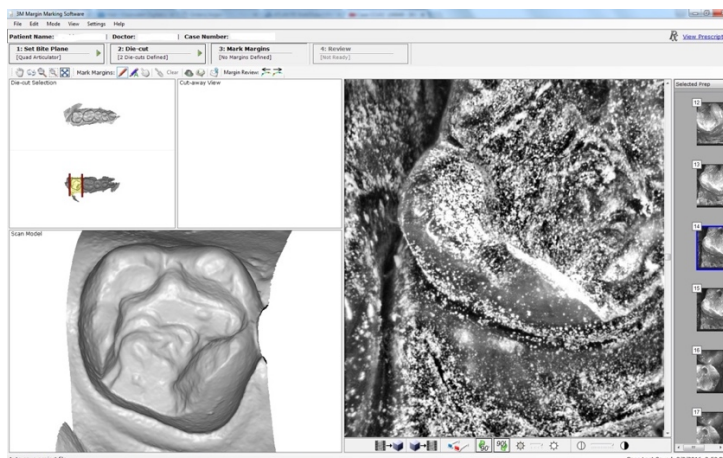 3M Margin Marking Software
File Edit Mode View Settings Help
Patient Name: Doctor: Case Number:
View Prescript
1: Set Bite Plane
[Quad Articulator]
2: Die-cut
[2 Die-cuts Defined]
3: Mark Margins
[No Margins Defined]
4: Review
[Not Ready]
Mark Margins: Clear Margin Review:
Die-cut Selection
Cut-away View
Selected Prep
12
13
14
15
16
17
Scan Model
90